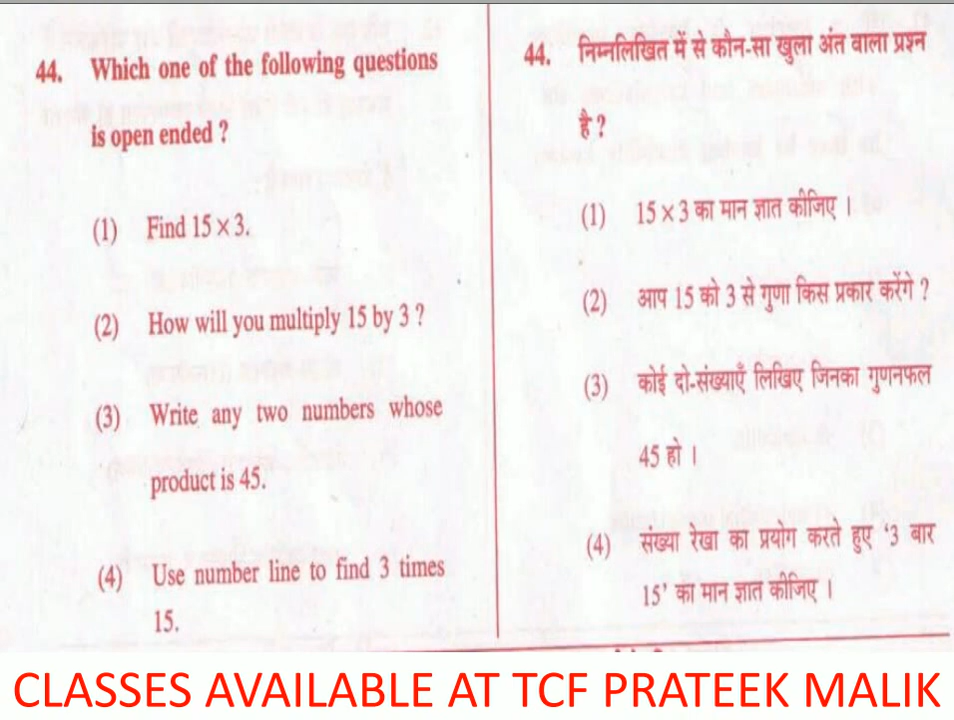 44. Which one of the following questions
is open ended ?
(1) Find 15 × 3.
(2) How will you multiply 15 by 3 ?
(3) Write any two numbers whose
product is 45.
(4) Use number line to find 3 times
15.
44. निम्नलिखित में से कौन-सा खुला अंत वाला प्रश्न
है ?
(1) 15 × 3 का मान ज्ञात कीजिए ।
(2) आप 15 को 3 से गुणा किस प्रकार करेंगे ?
(3) कोई दो-संख्याएँ लिखिए जिनका गुणनफल
45 हो ।
(4) संख्या रेखा का प्रयोग करते हुए ‘3 बार
15’ का मान ज्ञात कीजिए ।
CLASSES AVAILABLE AT TCF PRATEEK MALIK